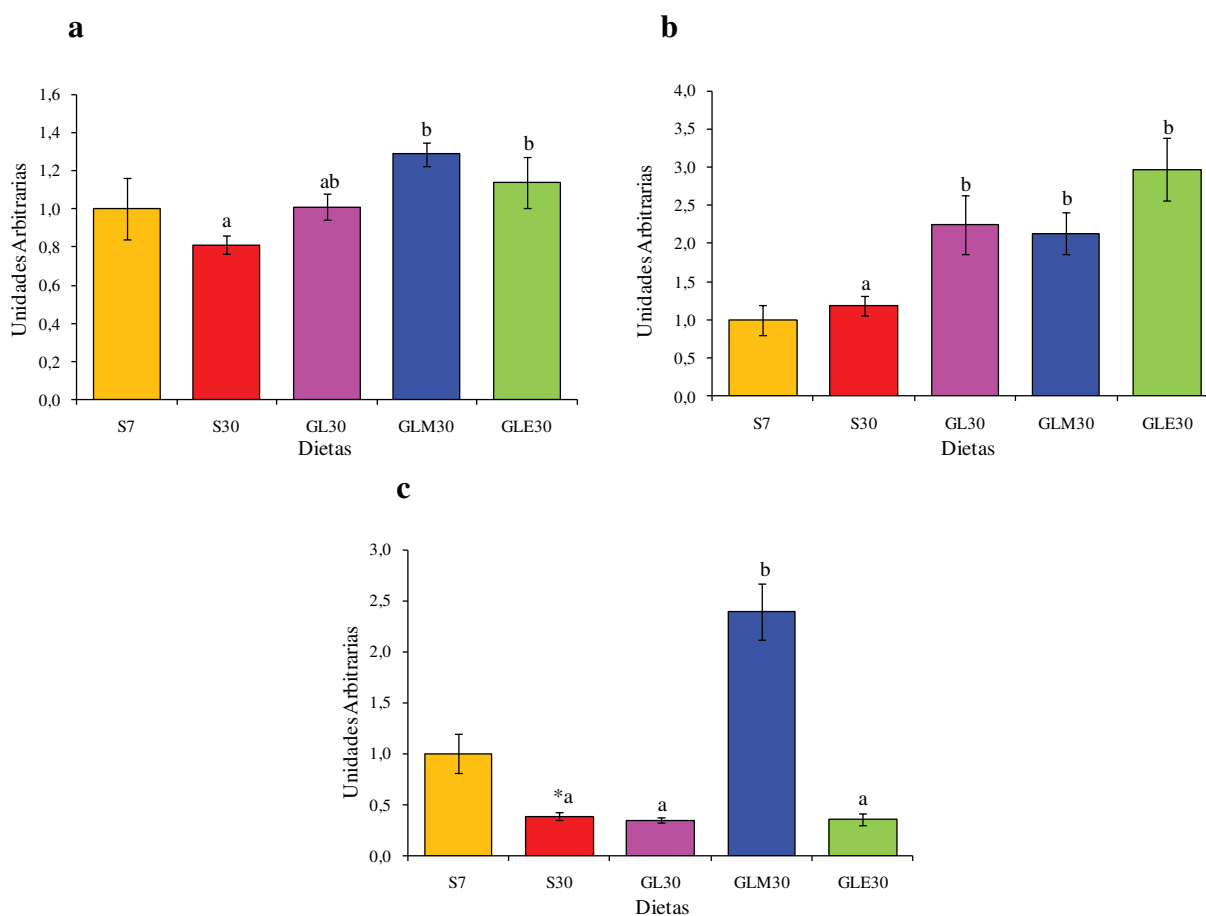 a
1,6
1,4
1,2
1,0
0,8
0,6
0,4
0,2
0,0
Unidades Arbitrarias
a
ab
b
b
S7 S30 GL30 GLM30 GLE30
Dietas
b
4,0
3,5
3,0
2,5
2,0
1,5
1,0
0,5
0,0
Unidades Arbitrarias
a
b
b
b
S7 S30 GL30 GLM30 GLE30
Dietas
c
3,0
2,5
2,0
1,5
1,0
0,5
0,0
Unidades Arbitrarias
*a
a
b
a
S7 S30 GL30 GLM30 GLE30
Dietas